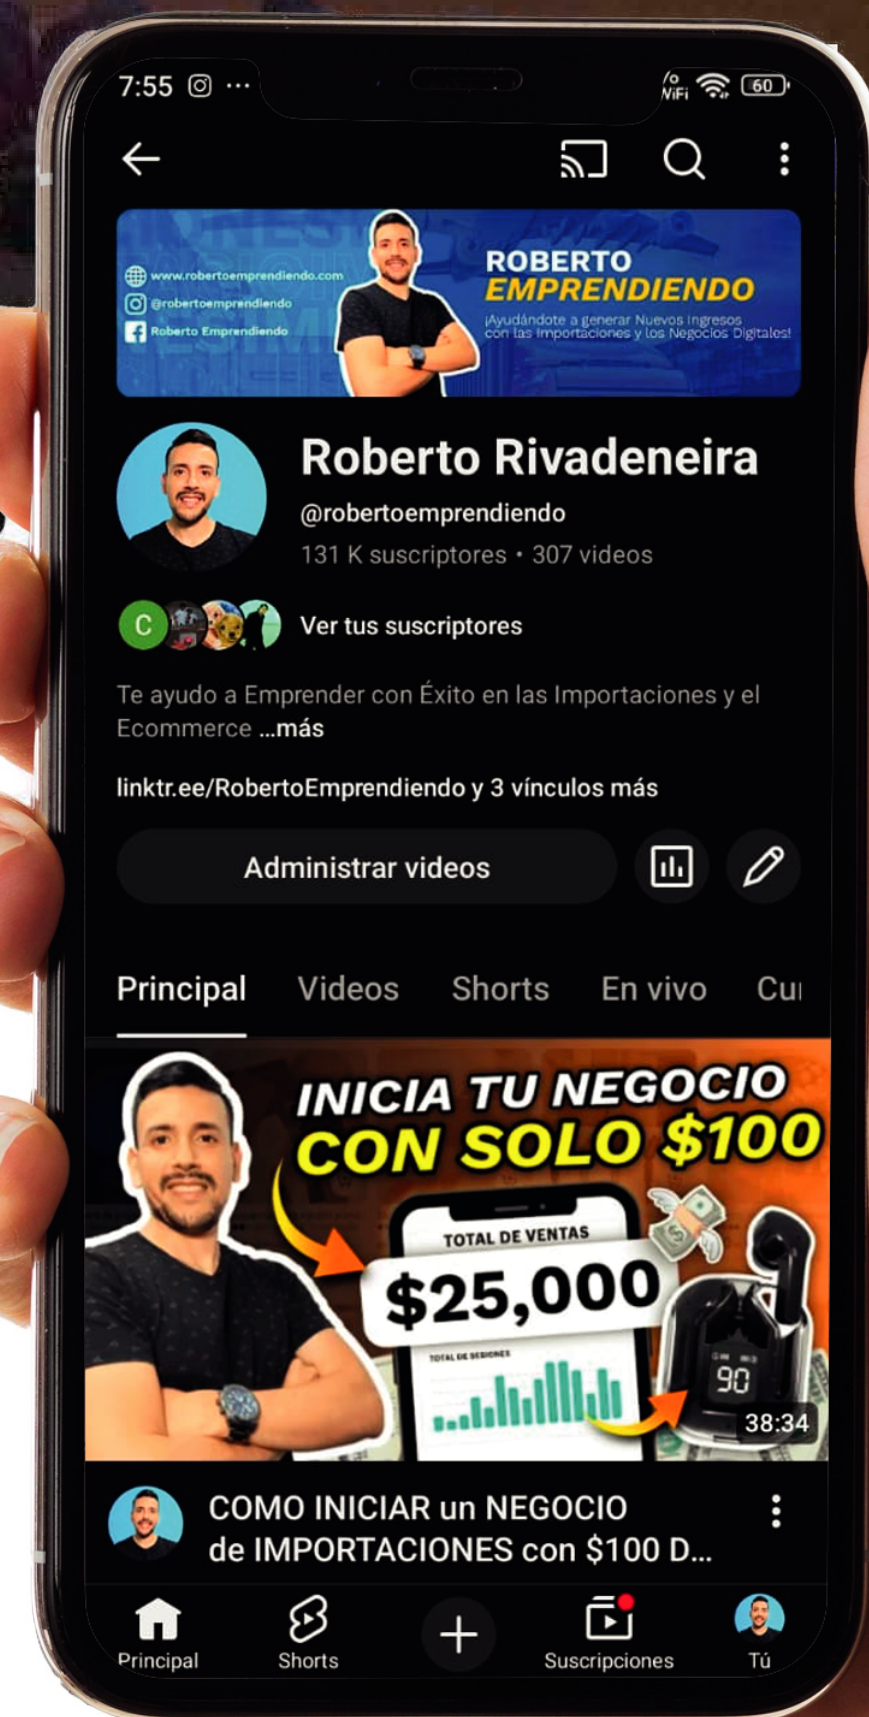 7:55
Vo
WiFi
60
www.robertoemprendiendo.com
@robertoemprendiendo
Roberto Emprendiendo
ROBERTO
EMPRENDIENDO
¡Ayudándote a generar Nuevos Ingresos
con las Importaciones y los Negocios Digitales!
Roberto Rivadeneira
@robertoemprendiendo
131 K suscriptores • 307 videos
C
Ver tus suscriptores
Te ayudo a Emprender con Éxito en las Importaciones y el
Ecommerce ...más
linktr.ee/RobertoEmprendiendo y 3 vínculos más
Administrar videos
Principal Videos Shorts En vivo Cu
INICIA TU NEGOCIO
CON SOLO $100
TOTAL DE VENTAS
$25,000
TOTAL DE SESIONES
90
38:34
COMO INICIAR un NEGOCIO
de IMPORTACIONES con $100 D...
Principal Shorts Suscripciones Tú